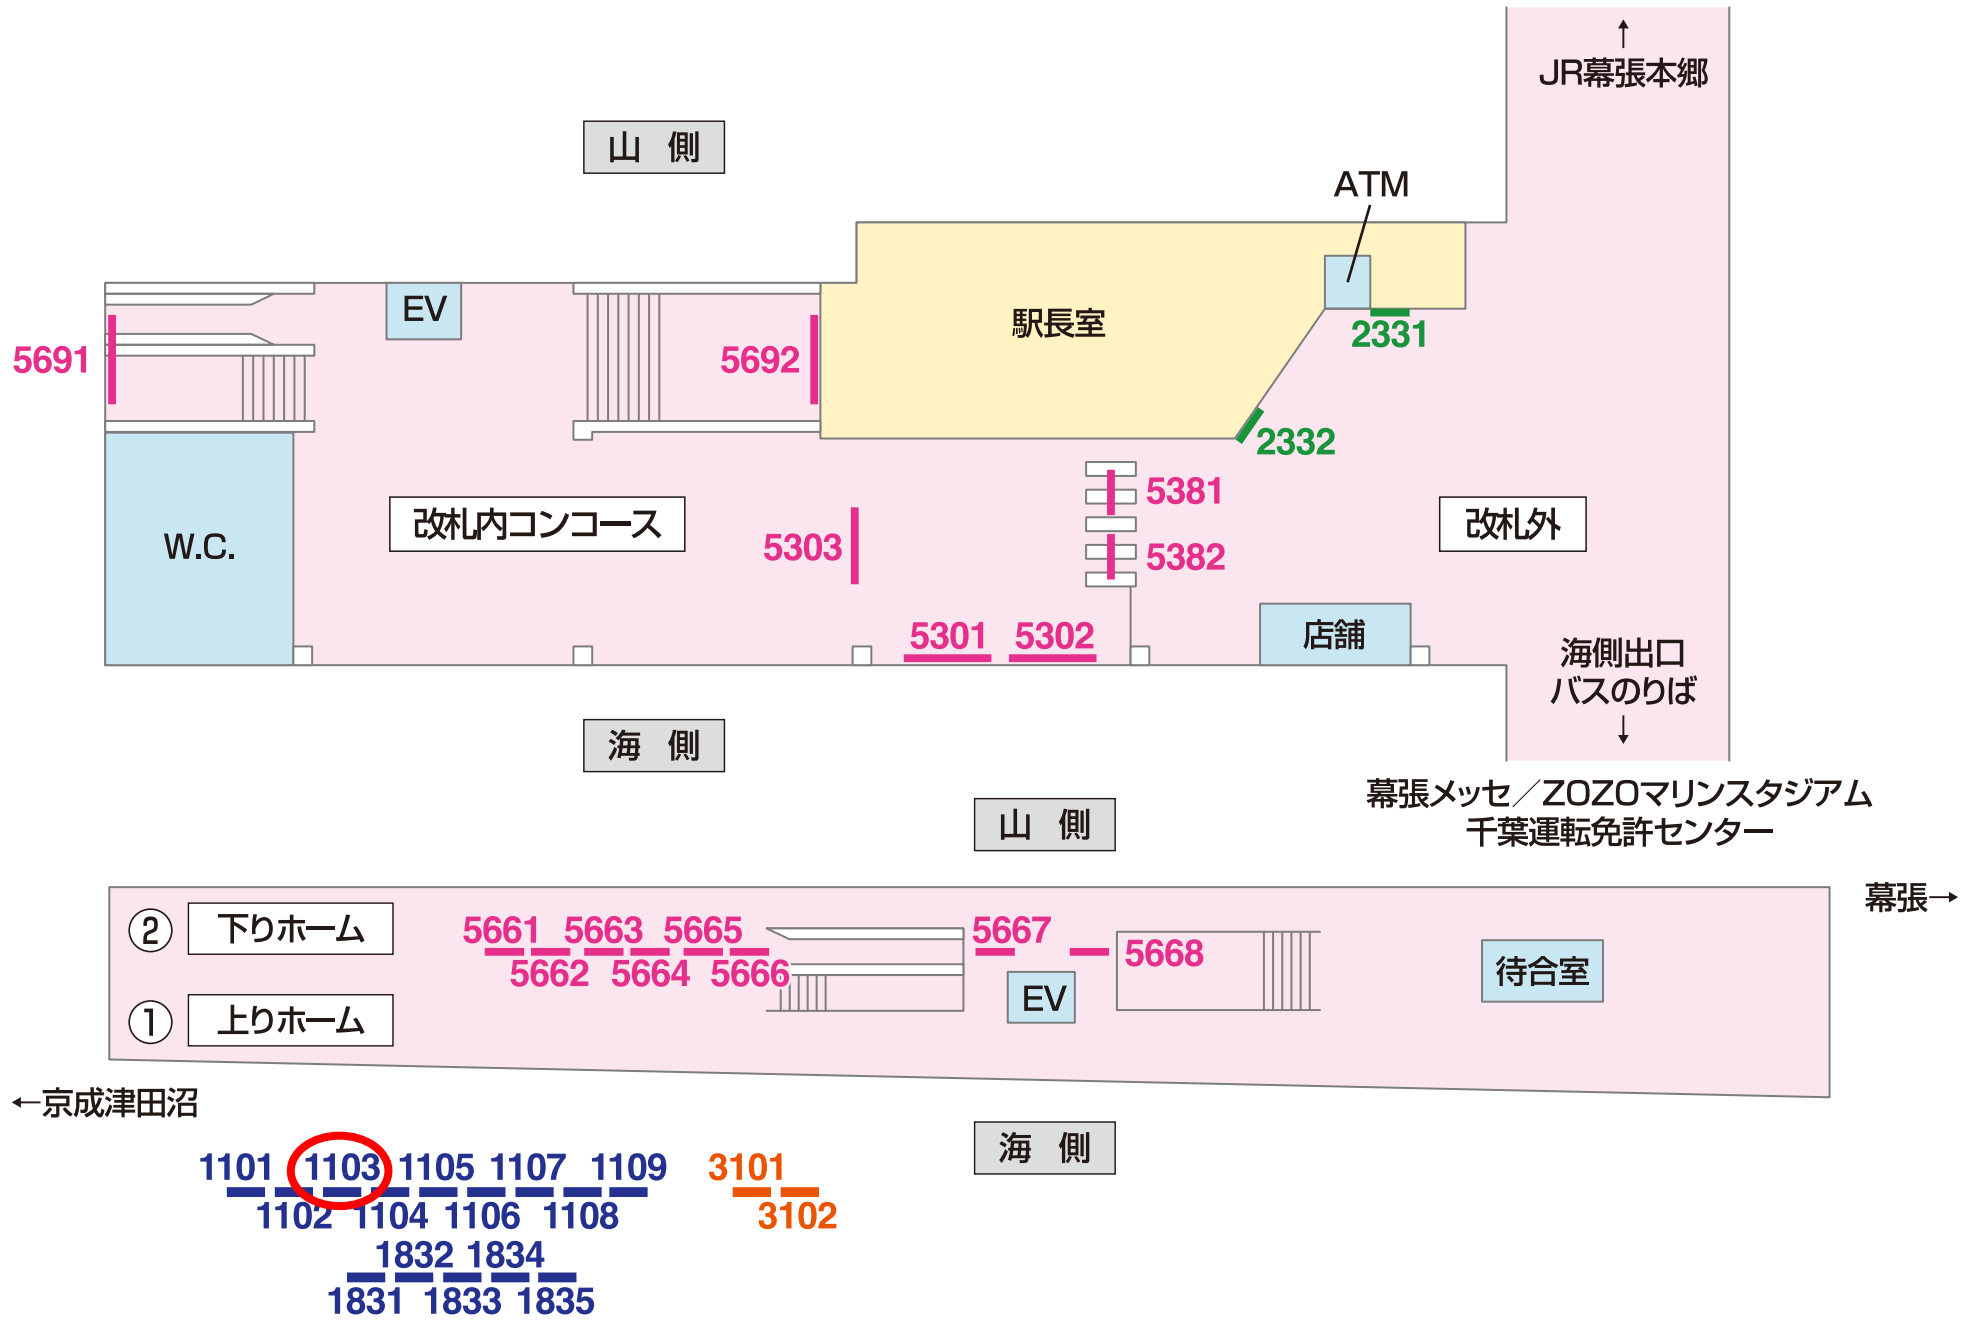 ↑
JR幕張本郷
山 側
ATM
EV
駅長室
2331
5691
5692
2332
5381
改札内コンコース
改札外
W.C.
5303
5382
5301
5302
店舗
海側出口
バスのりば
↓
海 側
幕張メッセ／ZOZOマリンスタジアム
千葉運転免許センター
山 側
幕張→
② 下りホーム
5661 5663 5665 5667
5662 5664 5666
5668
EV
待合室
① 上りホーム
←京成津田沼
海 側
1101 1103 1105 1107 1109
3101
1102 1104 1106 1108
3102
1832 1834
1831 1833 1835